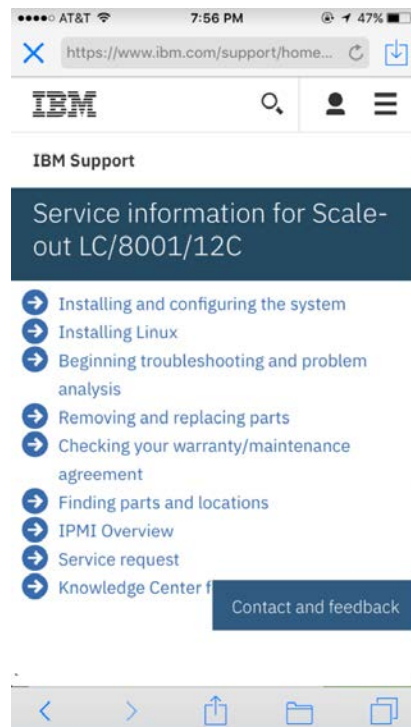 AT&T 7:56 PM 47%
https://www.ibm.com/support/home...
IBM
IBM Support
Service information for Scale-
out LC/8001/12C
Installing and configuring the system
Installing Linux
Beginning troubleshooting and problem
analysis
Removing and replacing parts
Checking your warranty/maintenance
agreement
Finding parts and locations
IPMI Overview
Service request
Knowledge Center f
Contact and feedback